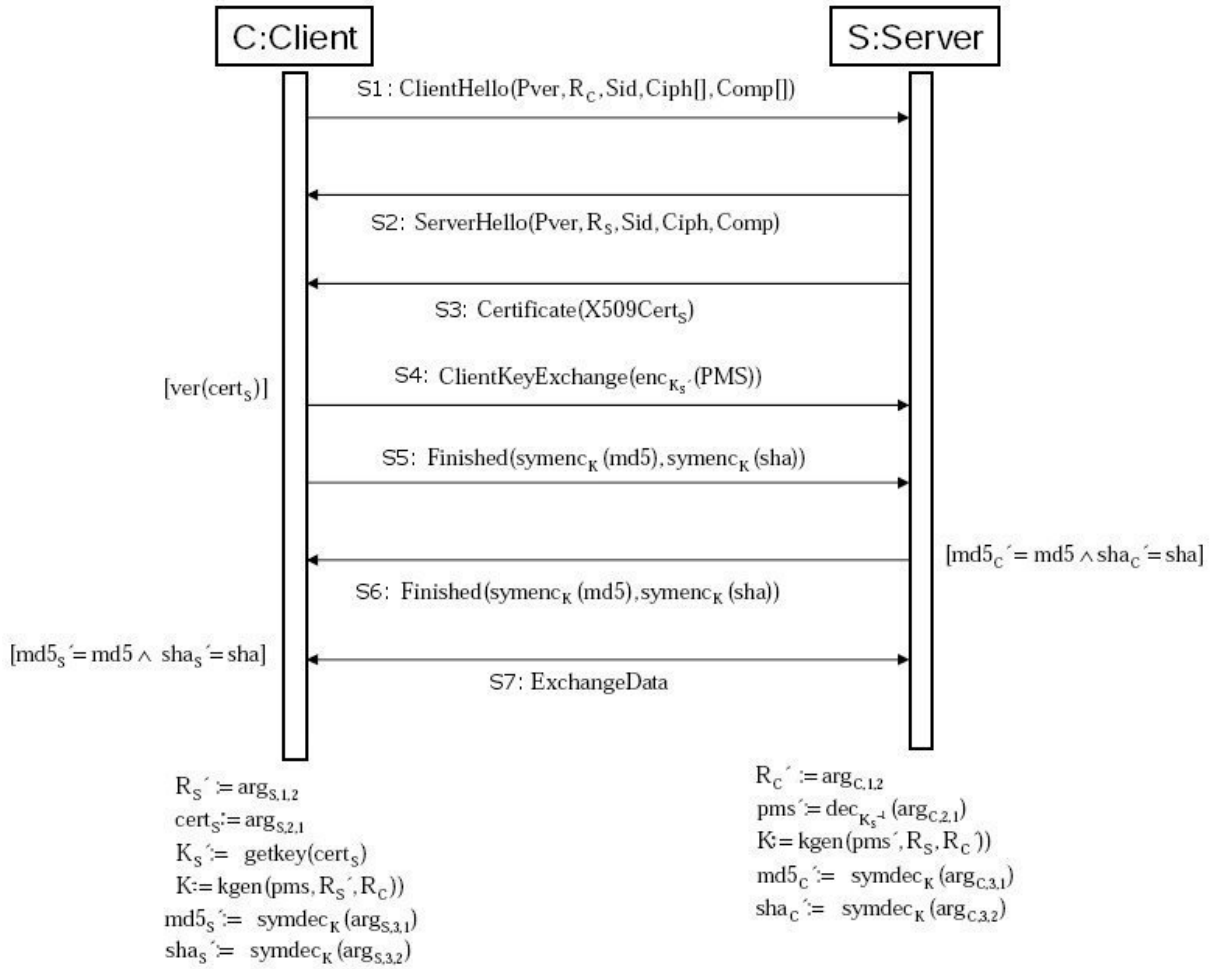 C:Client
S:Server
S1: ClientHello(Pver, R_C, Sid, Ciph[], Comp[])
S2: ServerHello(Pver, R_S, Sid, Ciph, Comp)
S3: Certificate(X509Cert_S)
[ver(cert_S)]
S4: ClientKeyExchange(enc_K_S´(PMS))
S5: Finished(symenc_K(md5), symenc_K(sha))
[md5_C´= md5 ∧ sha_C´= sha]
S6: Finished(symenc_K(md5), symenc_K(sha))
[md5_S´= md5 ∧ sha_S´= sha]
S7: ExchangeData
R_S´ := arg_S,1,2
cert_S := arg_S,2,1
K_S´ := getkey(cert_S)
K := kgen(pms, R_S´, R_C))
md5_S´ := symdec_K(arg_S,3,1)
sha_S´ := symdec_K(arg_S,3,2)
R_C´ := arg_C,1,2
pms´ := dec_K_S⁻¹(arg_C,2,1)
K := kgen(pms´, R_S, R_C´))
md5_C´ := symdec_K(arg_C,3,1)
sha_C´ := symdec_K(arg_C,3,2)